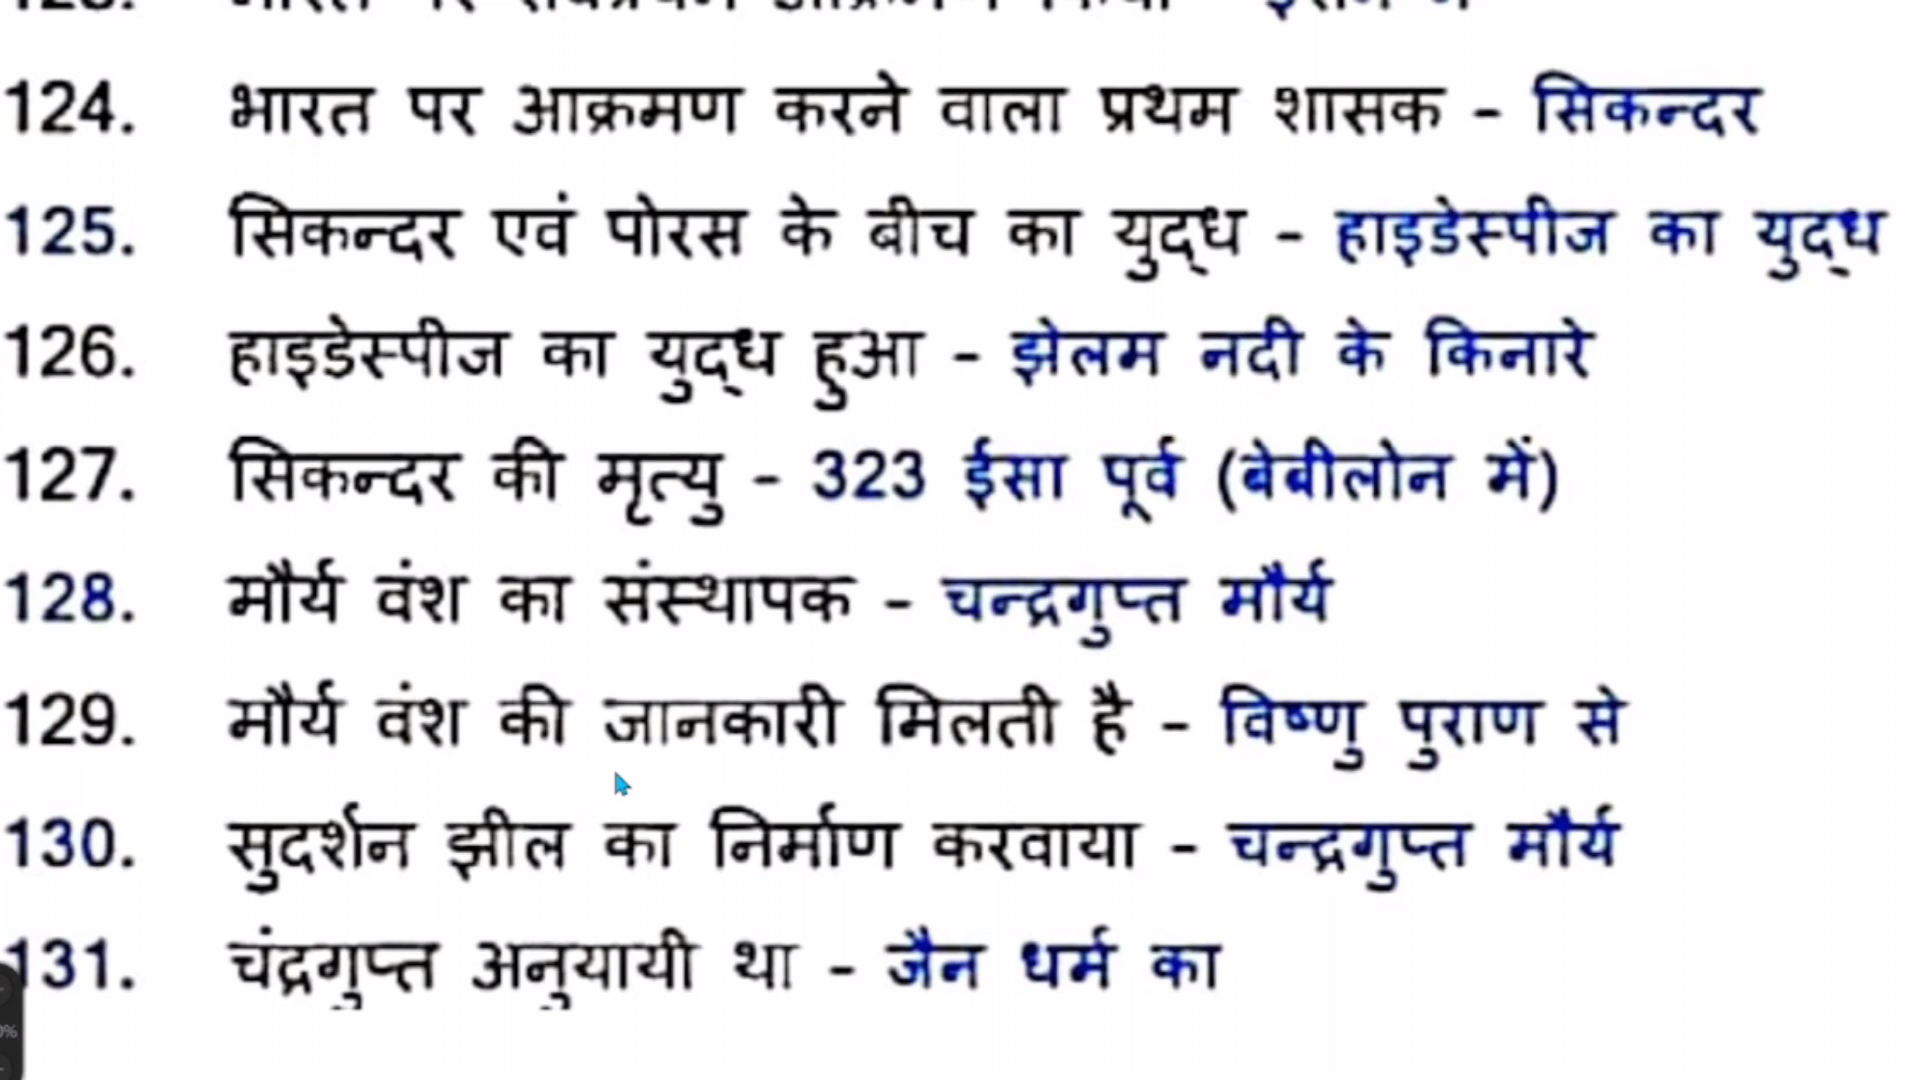 124. भारत पर आक्रमण करने वाला प्रथम शासक - सिकन्दर
125. सिकन्दर एवं पोरस के बीच का युद्ध - हाइडेस्पीज का युद्ध
126. हाइडेस्पीज का युद्ध हुआ - झेलम नदी के किनारे
127. सिकन्दर की मृत्यु - 323 ईसा पूर्व (बेबीलोन में)
128. मौर्य वंश का संस्थापक - चन्द्रगुप्त मौर्य
129. मौर्य वंश की जानकारी मिलती है - विष्णु पुराण से
130. सुदर्शन झील का निर्माण करवाया - चन्द्रगुप्त मौर्य
131. चंद्रगुप्त अनुयायी था - जैन धर्म का